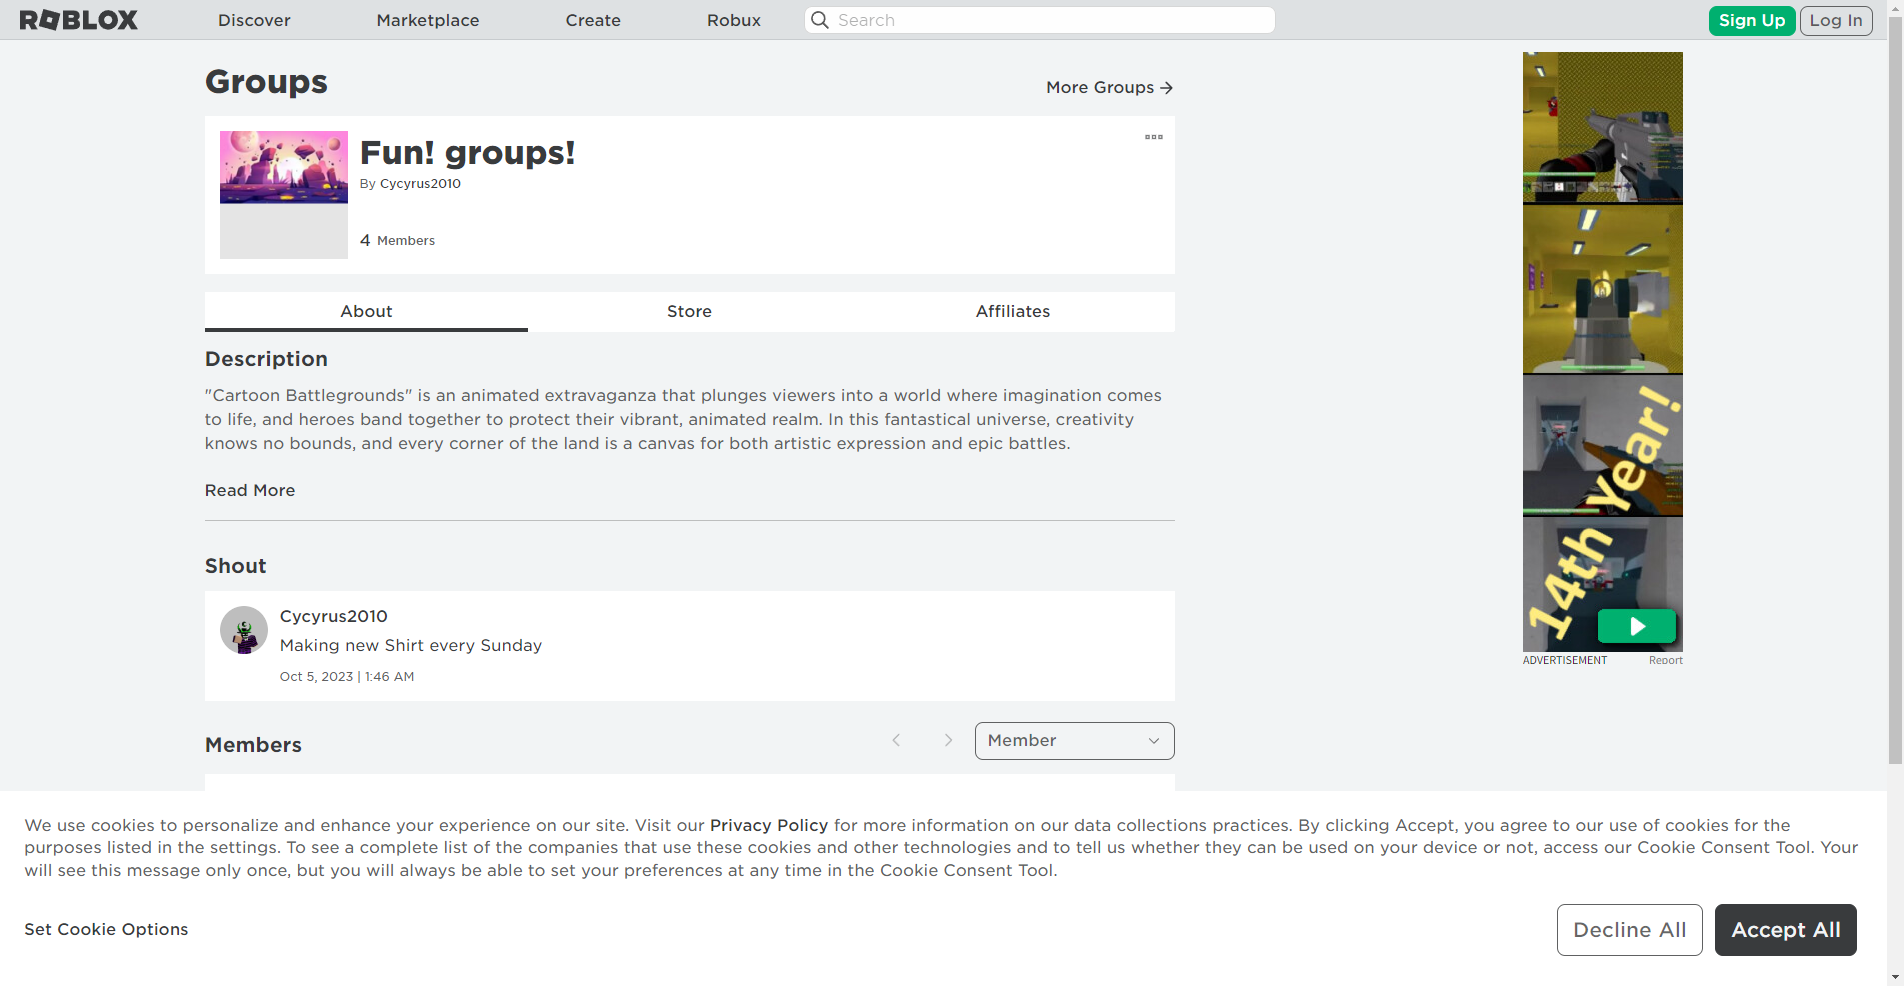 ROBLOX
Discover
Marketplace
Create
Robux
Search
Sign Up
Log In
Groups
More Groups
Fun! groups!
By Cycyrus2010
4 Members
About
Store
Affiliates
Description
"Cartoon Battlegrounds" is an animated extravaganza that plunges viewers into a world where imagination comes
to life, and heroes band together to protect their vibrant, animated realm. In this fantastical universe, creativity
knows no bounds, and every corner of the land is a canvas for both artistic expression and epic battles.
Read More
Shout
Cycyrus2010
Making new Shirt every Sunday
Oct 5, 2023 | 1:46 AM
14th Year!
ADVERTISEMENT
Report
Members
Member
We use cookies to personalize and enhance your experience on our site. Visit our Privacy Policy for more information on our data collections practices. By clicking Accept, you agree to our use of cookies for the
purposes listed in the settings. To see a complete list of the companies that use these cookies and other technologies and to tell us whether they can be used on your device or not, access our Cookie Consent Tool. Your
will see this message only once, but you will always be able to set your preferences at any time in the Cookie Consent Tool.
Set Cookie Options
Decline All
Accept All